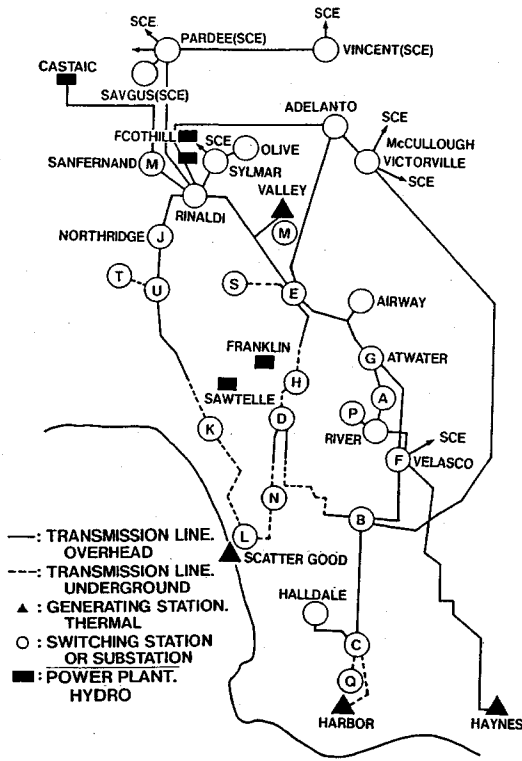 SCE
SCE
PARDEE(SCE)
VINCENT(SCE)
CASTAIC
SAVGUS(SCE)
ADELANTO
SCE
FCOTHILL
SCE
OLIVE
McCULLOUGH
SANFERNAND
M
SYLMAR
VICTORVILLE
SCE
VALLEY
RINALDI
NORTHRIDGE
J
M
T
U
S
E
AIRWAY
FRANKLIN
G
ATWATER
SAWTELLE
H
A
D
P
K
RIVER
SCE
F
VELASCO
N
B
L
SCATTER GOOD
—: TRANSMISSION LINE.
OVERHEAD
---: TRANSMISSION LINE.
UNDERGROUND
▲: GENERATING STATION.
THERMAL
○: SWITCHING STATION
OR SUBSTATION
■: POWER PLANT.
HYDRO
HALLDALE
C
Q
HARBOR
HAYNES